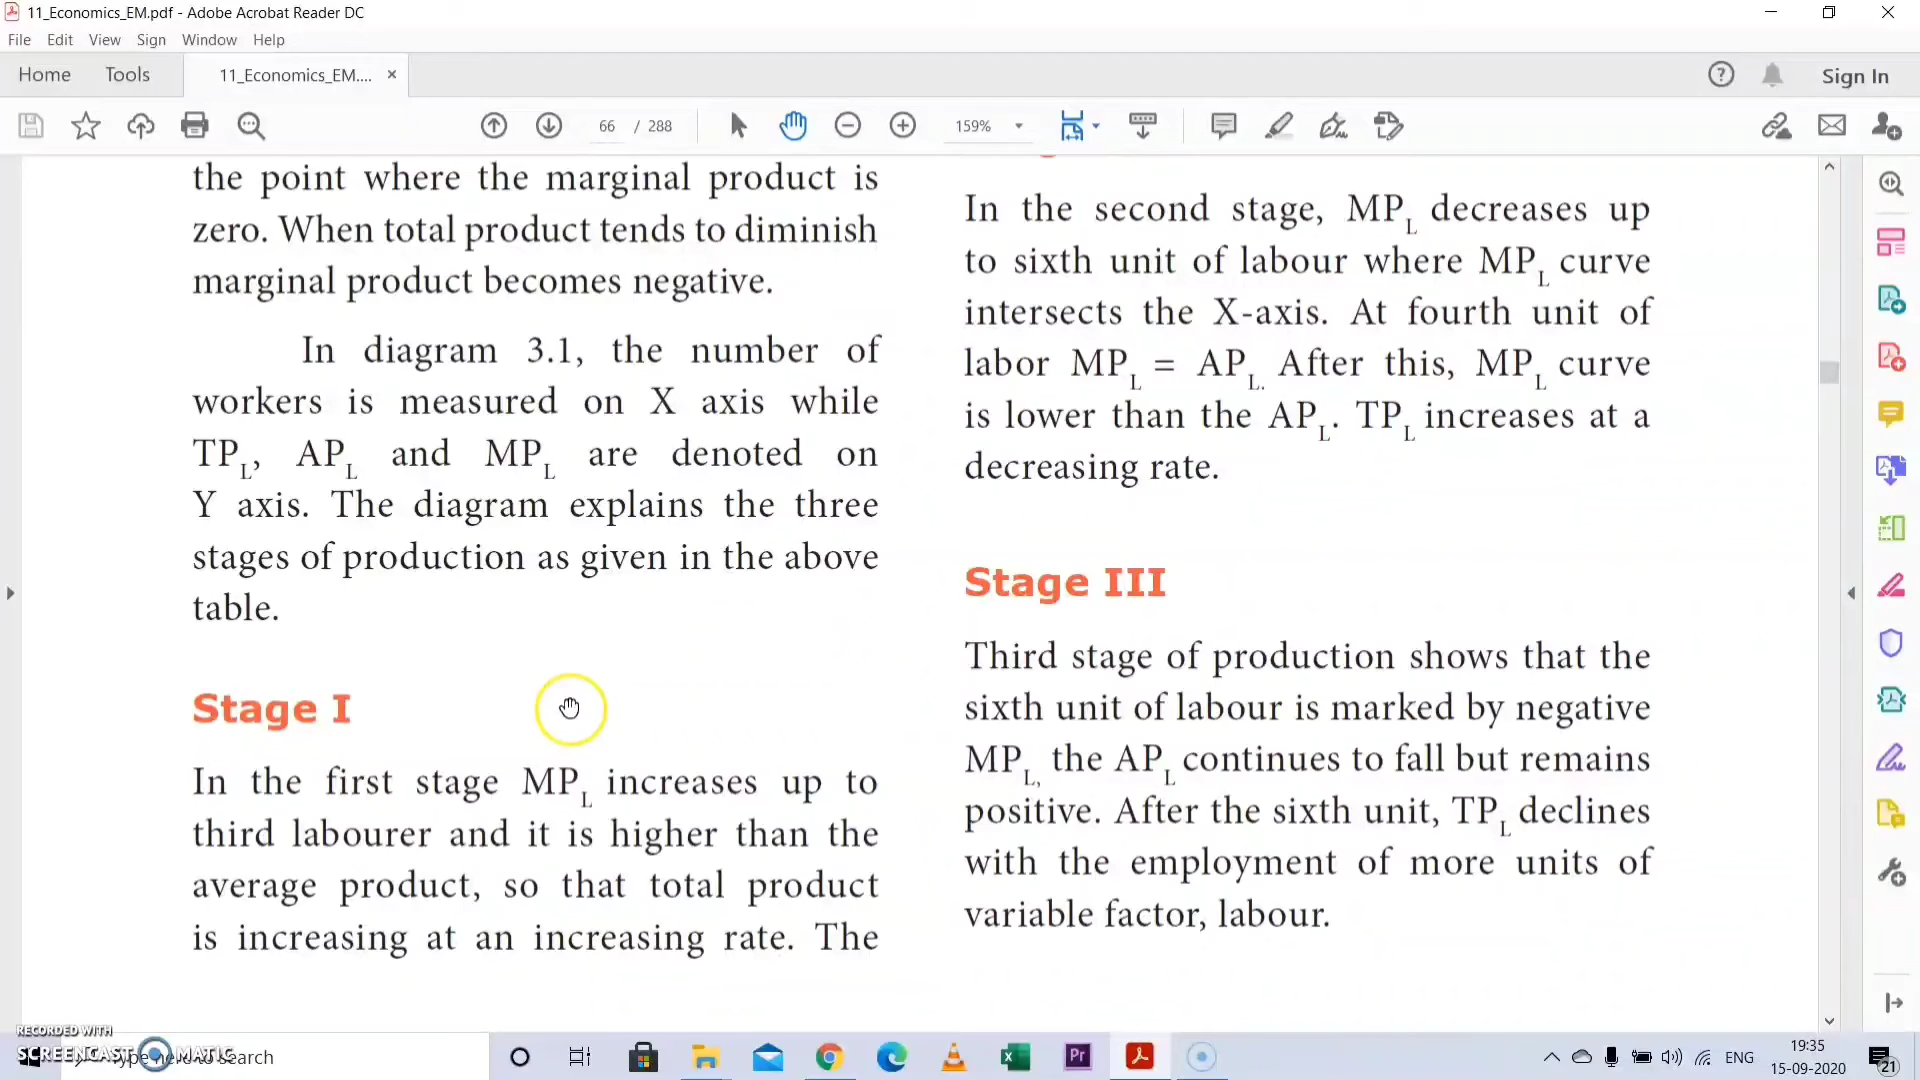 11_Economics_EM.pdf - Adobe Acrobat Reader DC
File Edit View Sign Window Help
Home Tools 11_Economics_EM.... × Sign In
66 / 288 159%
the point where the marginal product is
zero. When total product tends to diminish
marginal product becomes negative.
In diagram 3.1, the number of
workers is measured on X axis while
TPL, APL and MPL are denoted on
Y axis. The diagram explains the three
stages of production as given in the above
table.
Stage I
In the first stage MPL increases up to
third labourer and it is higher than the
average product, so that total product
is increasing at an increasing rate. The
In the second stage, MPL decreases up
to sixth unit of labour where MPL curve
intersects the X-axis. At fourth unit of
labor MPL = APL. After this, MPL curve
is lower than the APL. TPL increases at a
decreasing rate.
Stage III
Third stage of production shows that the
sixth unit of labour is marked by negative
MPL, the APL continues to fall but remains
positive. After the sixth unit, TPL declines
with the employment of more units of
variable factor, labour.
RECORDED WITH
SCREENCAST MATIC
search
Pr
ENG
19:35
15-09-2020
21